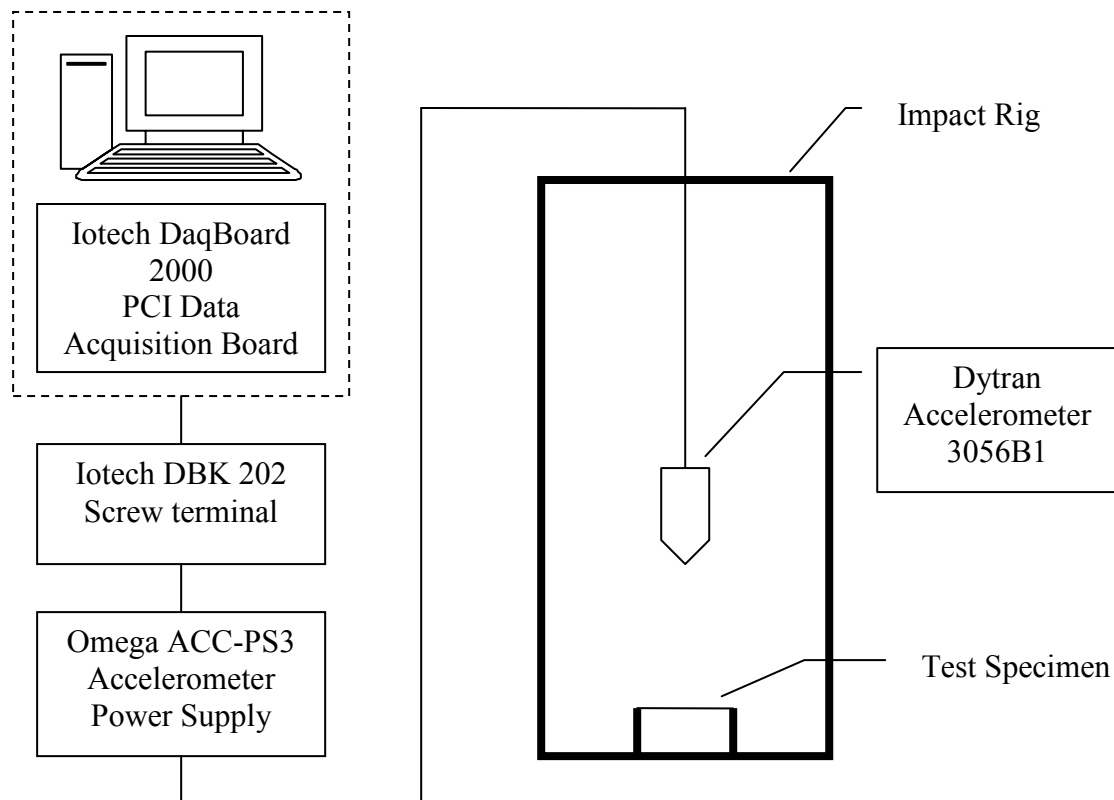 Iotech DaqBoard
2000
PCI Data
Acquisition Board
Iotech DBK 202
Screw terminal
Omega ACC-PS3
Accelerometer
Power Supply
Impact Rig
Dytran
Accelerometer
3056B1
Test Specimen